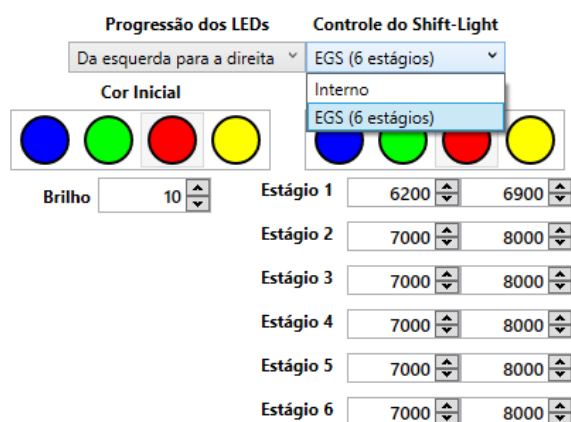 Progressão dos LEDs Controle do Shift-Light
Da esquerda para a direita EGS (6 estágios)
Interno
EGS (6 estágios)
Cor Inicial
Brilho 10
Estágio 1 6200 6900
Estágio 2 7000 8000
Estágio 3 7000 8000
Estágio 4 7000 8000
Estágio 5 7000 8000
Estágio 6 7000 8000